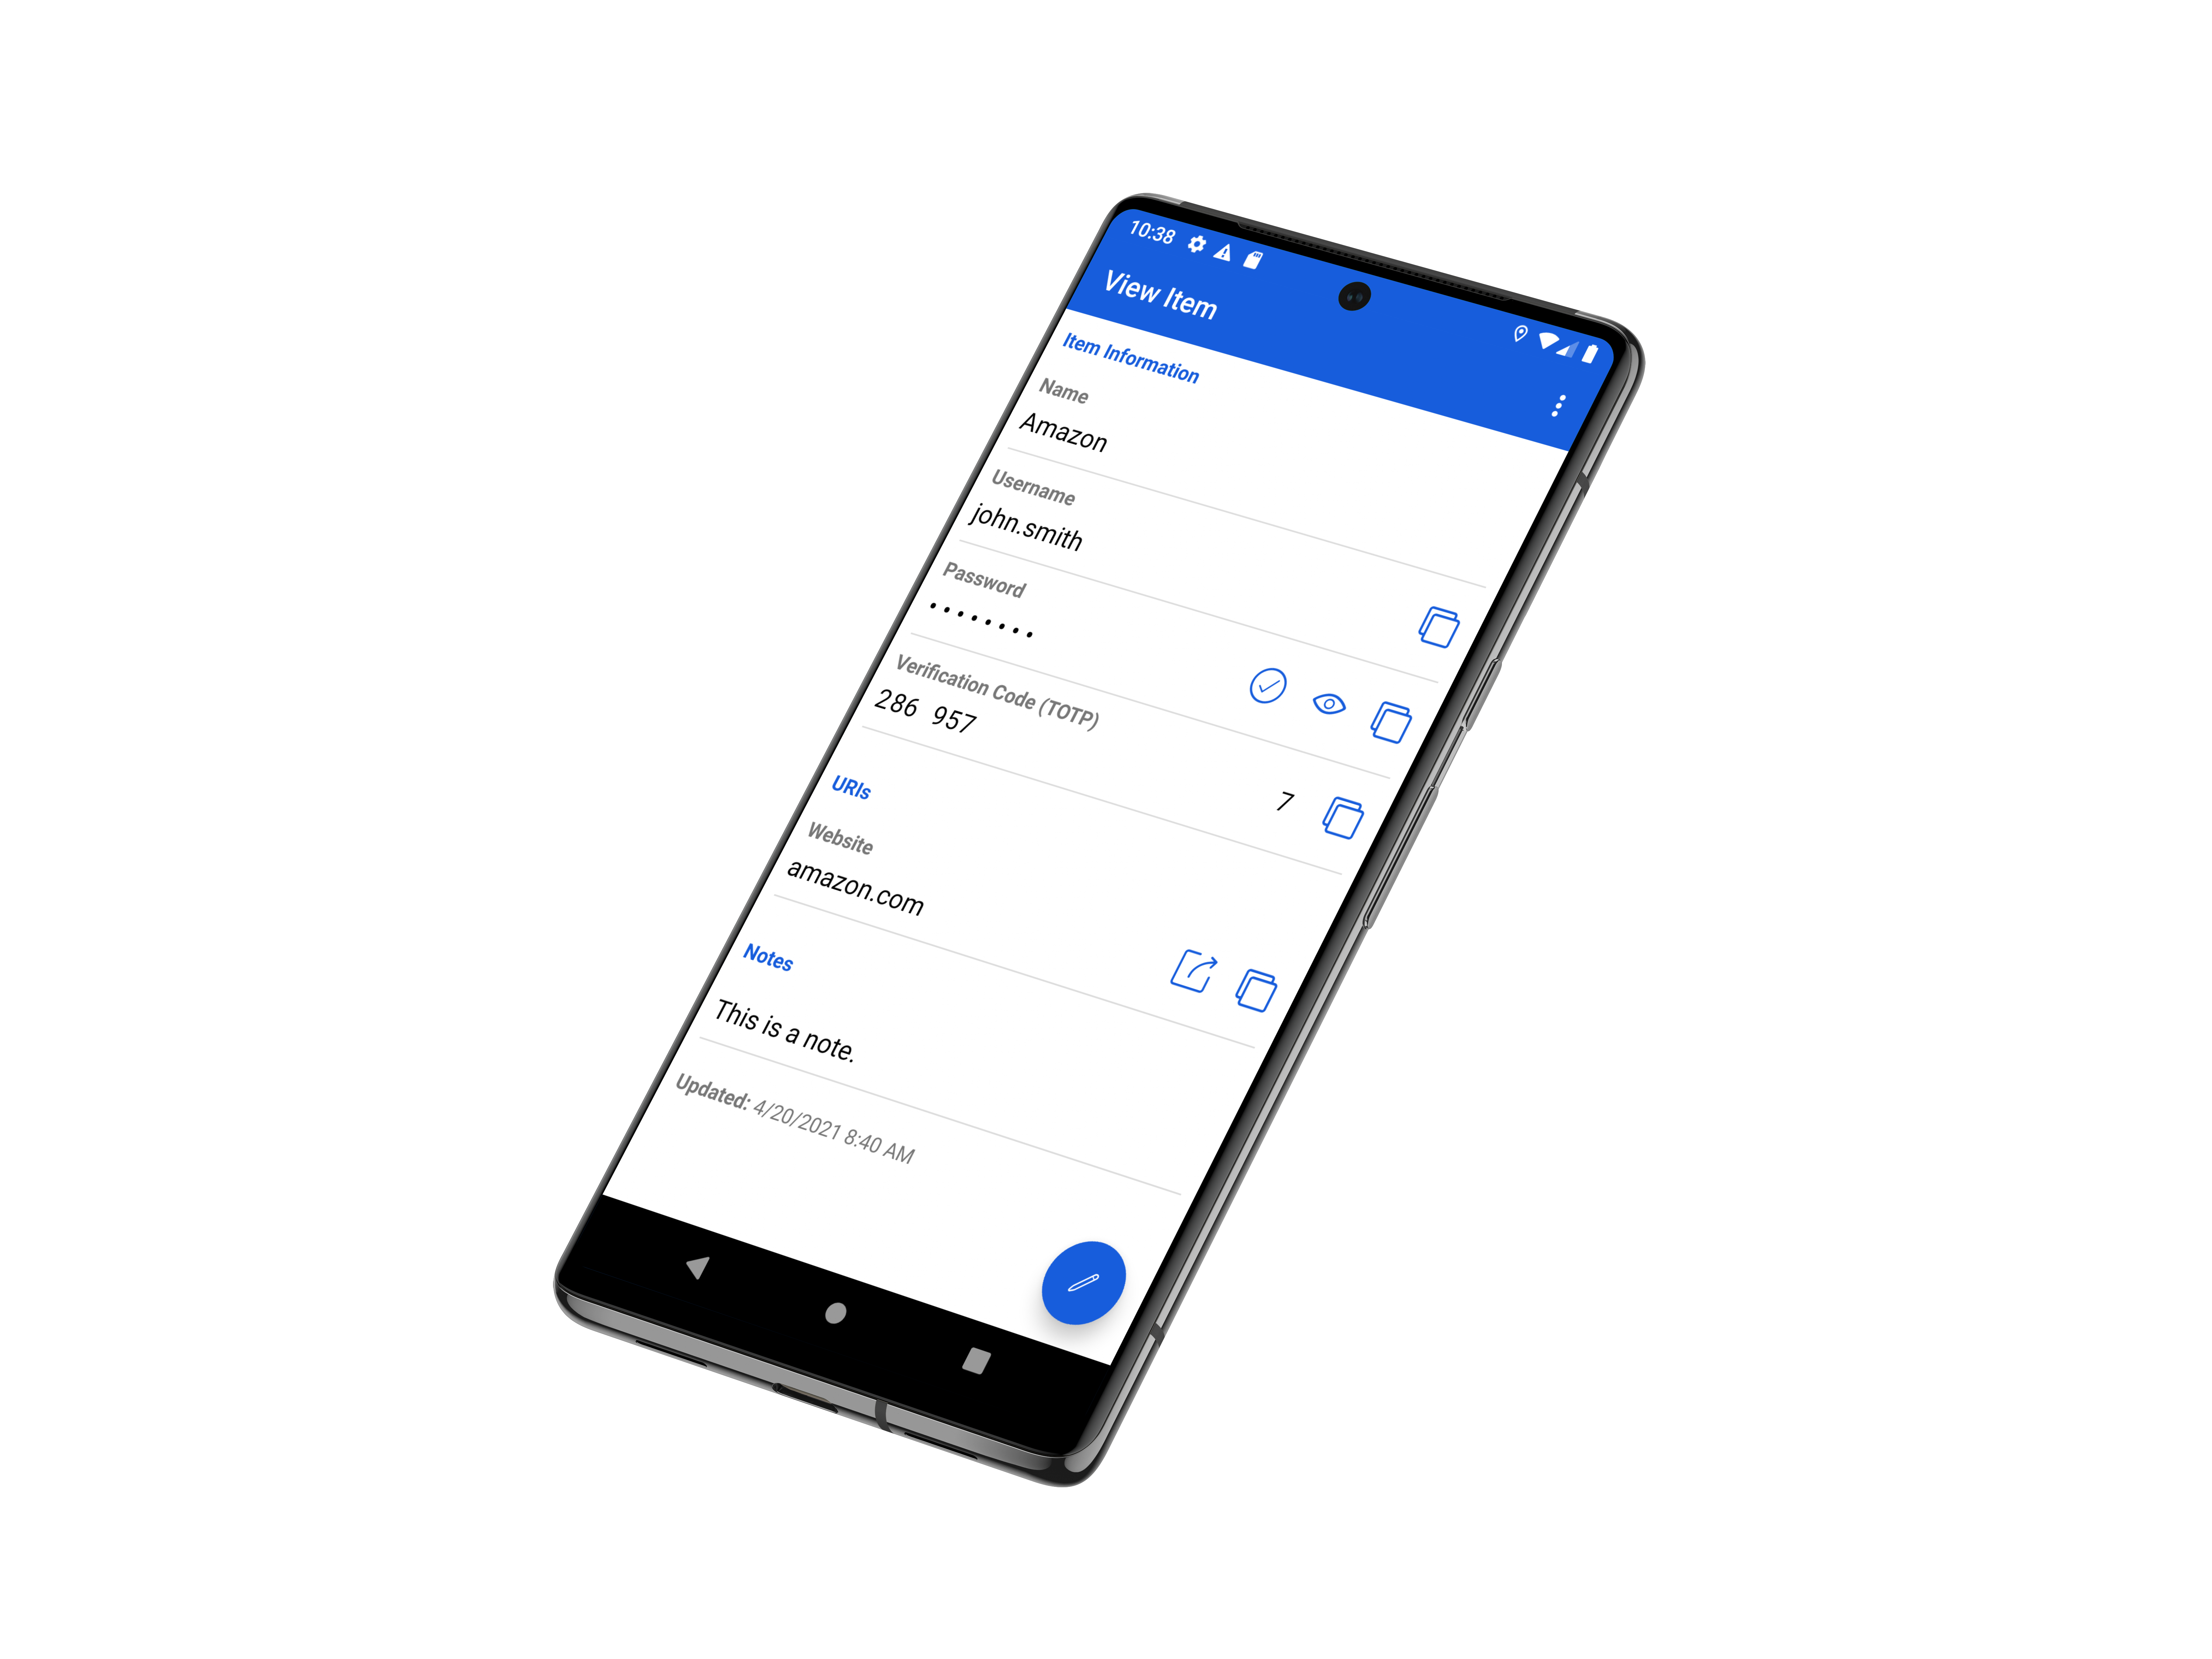 10:38
View Item
Item Information
Name
Amazon
Username
john.smith
Password
••••••••
Verification Code (TOTP)
286 957
7
URIs
Website
amazon.com
Notes
This is a note.
Updated: 4/20/2021 8:40 AM